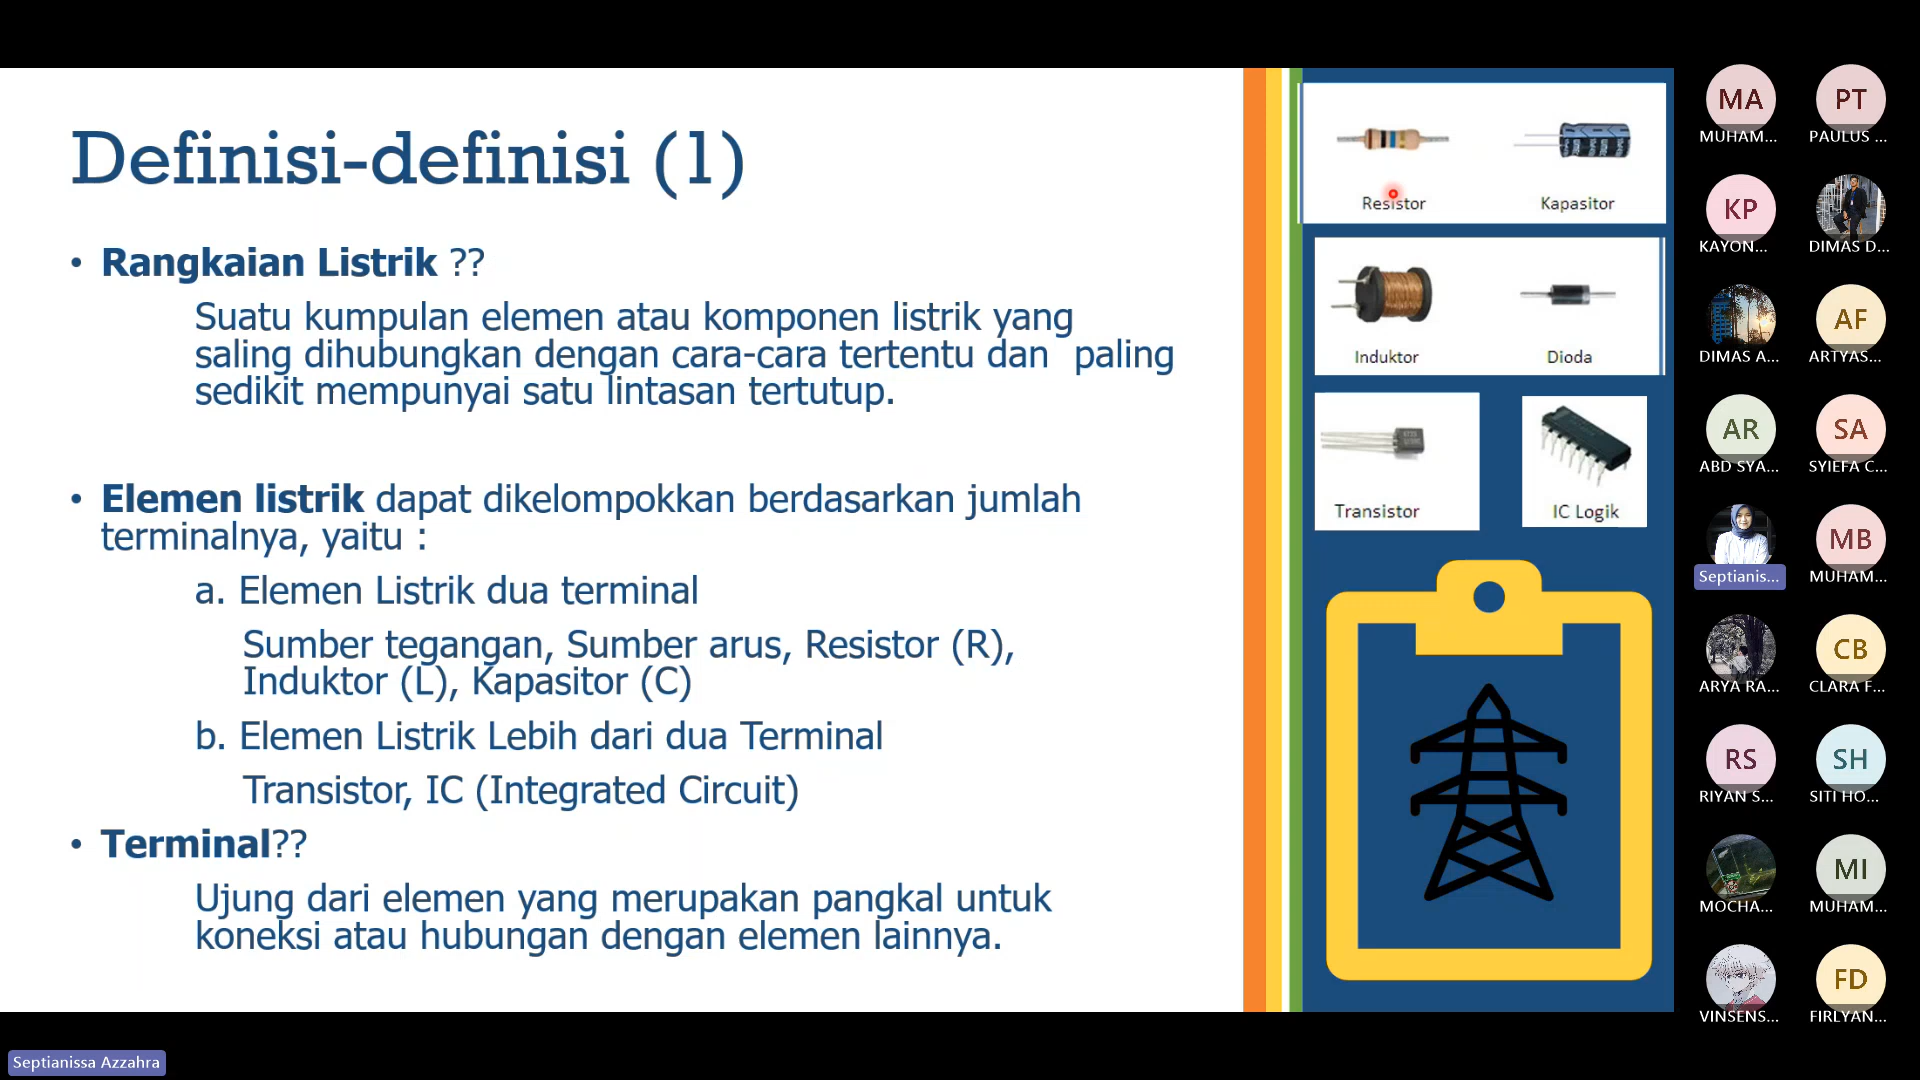 Definisi-definisi (1)
• Rangkaian Listrik ??
Suatu kumpulan elemen atau komponen listrik yang
saling dihubungkan dengan cara-cara tertentu dan paling
sedikit mempunyai satu lintasan tertutup.
• Elemen listrik dapat dikelompokkan berdasarkan jumlah
terminalnya, yaitu :
a. Elemen Listrik dua terminal
Sumber tegangan, Sumber arus, Resistor (R),
Induktor (L), Kapasitor (C)
b. Elemen Listrik Lebih dari dua Terminal
Transistor, IC (Integrated Circuit)
• Terminal??
Ujung dari elemen yang merupakan pangkal untuk
koneksi atau hubungan dengan elemen lainnya.
Resistor
Kapasitor
Induktor
Dioda
Transistor
IC Logik
MA
MUHAM...
PT
PAULUS ...
KP
KAYON...
DIMAS D...
DIMAS A...
AF
ARTYAS...
AR
ABD SYA...
SA
SYIEFA C...
Septianis...
MB
MUHAM...
ARYA RA...
CB
CLARA F...
RS
RIYAN S...
SH
SITI HO...
MOCHA...
MI
MUHAM...
VINSENS...
FD
FIRLYAN...
Septianissa Azzahra